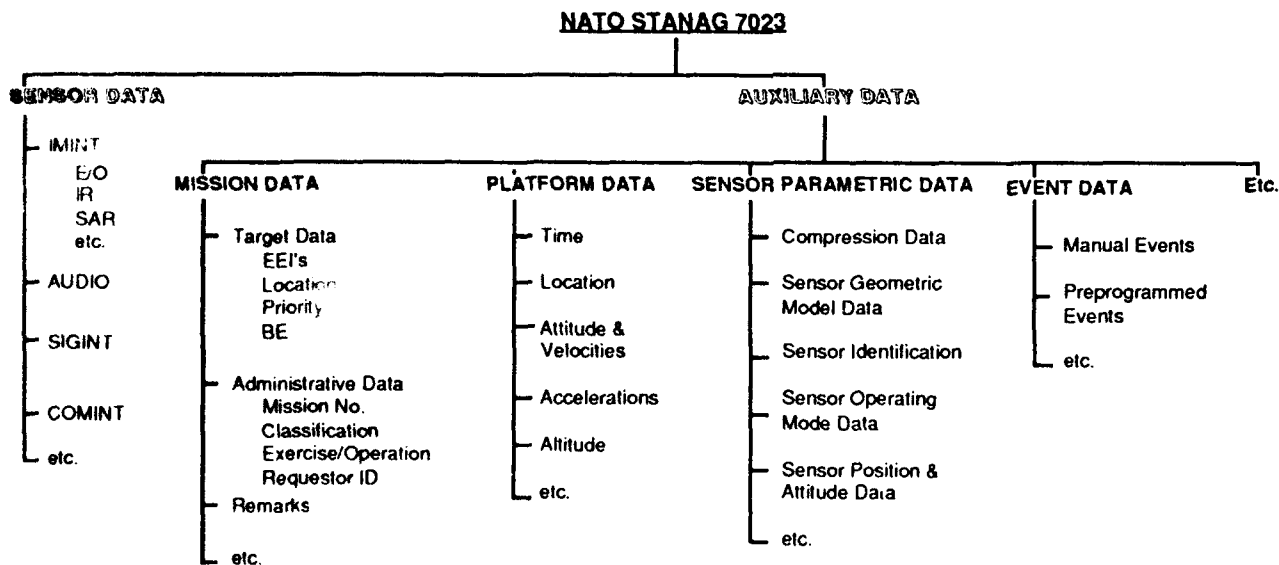 NATO STANAG 7023
SENSOR DATA
IMINT
E/O
IR
SAR
etc.
AUDIO
SIGINT
COMINT
etc.
AUXILIARY DATA
MISSION DATA
Target Data
EEI's
Location
Priority
BE
Administrative Data
Mission No.
Classification
Exercise/Operation
Requestor ID
Remarks
etc.
PLATFORM DATA
Time
Location
Attitude &
Velocities
Accelerations
Altitude
etc.
SENSOR PARAMETRIC DATA
Compression Data
Sensor Geometric
Model Data
Sensor Identification
Sensor Operating
Mode Data
Sensor Position &
Attitude Data
etc.
EVENT DATA
Manual Events
Preprogrammed
Events
etc.
Etc.